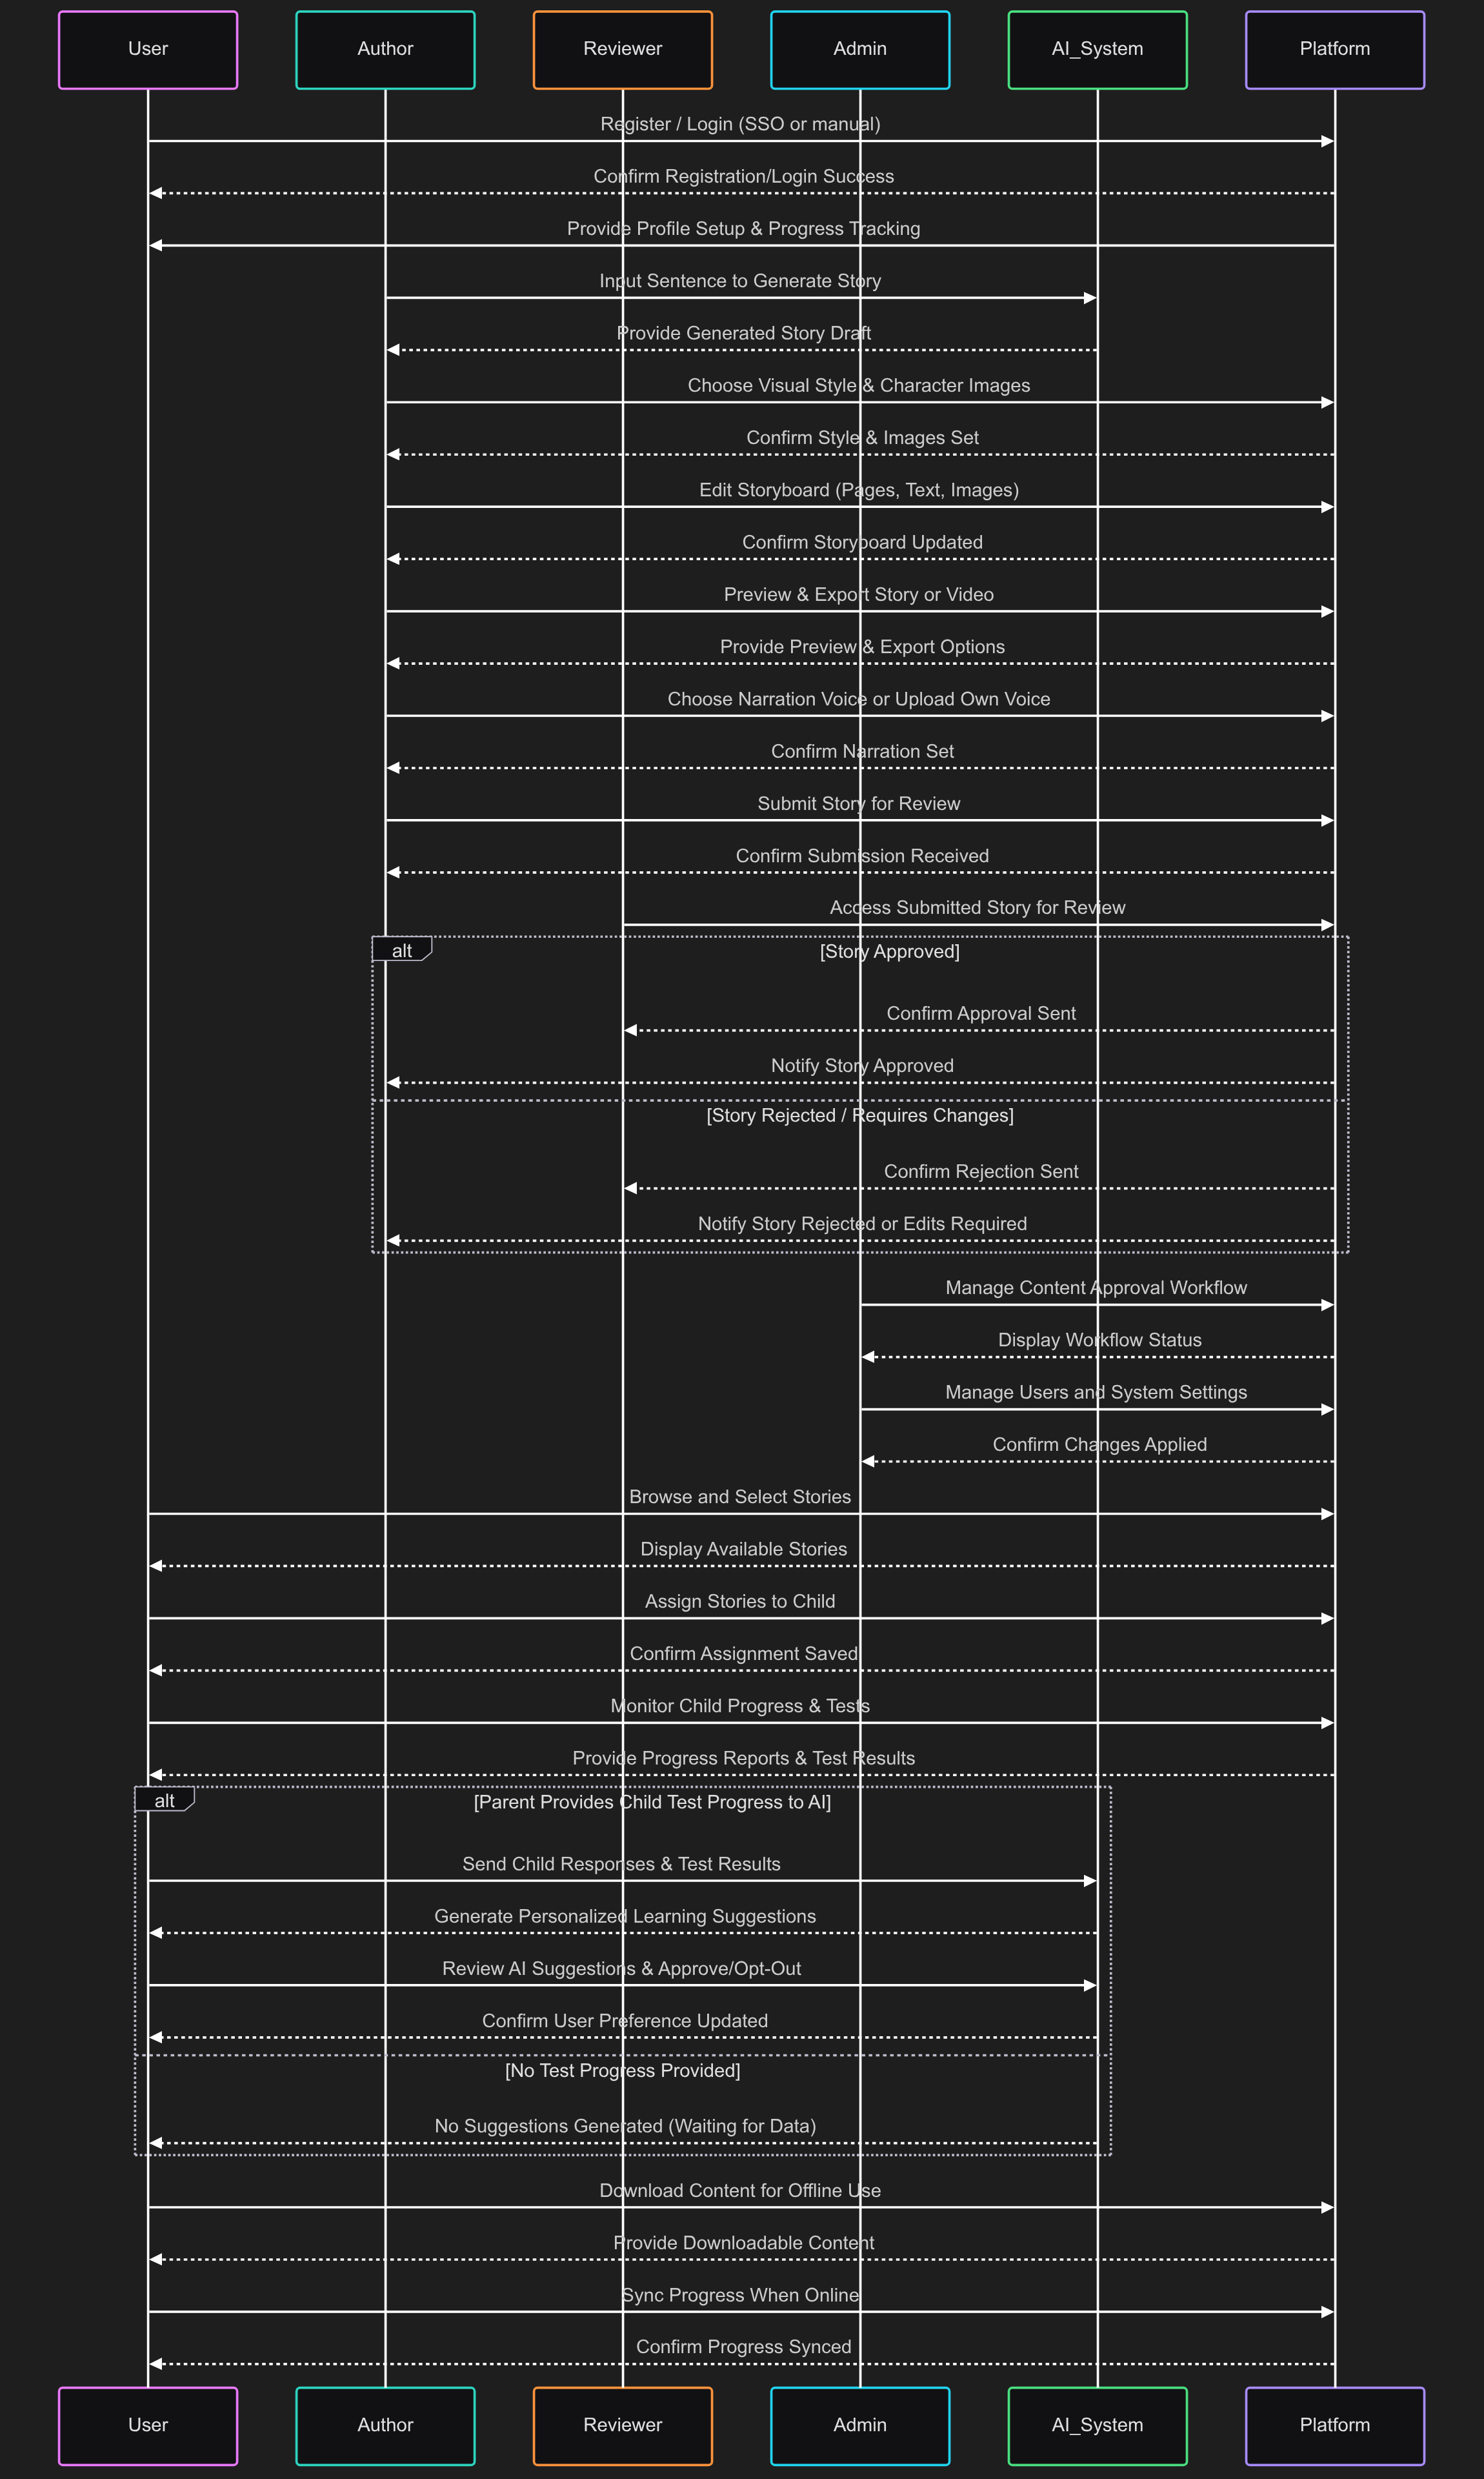 User
Author
Reviewer
Admin
AI_System
Platform
Register / Login (SSO or manual)
Confirm Registration/Login Success
Provide Profile Setup & Progress Tracking
Input Sentence to Generate Story
Provide Generated Story Draft
Choose Visual Style & Character Images
Confirm Style & Images Set
Edit Storyboard (Pages, Text, Images)
Confirm Storyboard Updated
Preview & Export Story or Video
Provide Preview & Export Options
Choose Narration Voice or Upload Own Voice
Confirm Narration Set
Submit Story for Review
Confirm Submission Received
Access Submitted Story for Review
alt
[Story Approved]
Confirm Approval Sent
Notify Story Approved
[Story Rejected / Requires Changes]
Confirm Rejection Sent
Notify Story Rejected or Edits Required
Manage Content Approval Workflow
Display Workflow Status
Manage Users and System Settings
Confirm Changes Applied
Browse and Select Stories
Display Available Stories
Assign Stories to Child
Confirm Assignment Saved
Monitor Child Progress & Tests
Provide Progress Reports & Test Results
alt
[Parent Provides Child Test Progress to AI]
Send Child Responses & Test Results
Generate Personalized Learning Suggestions
Review AI Suggestions & Approve/Opt-Out
Confirm User Preference Updated
[No Test Progress Provided]
No Suggestions Generated (Waiting for Data)
Download Content for Offline Use
Provide Downloadable Content
Sync Progress When Online
Confirm Progress Synced
User
Author
Reviewer
Admin
AI_System
Platform